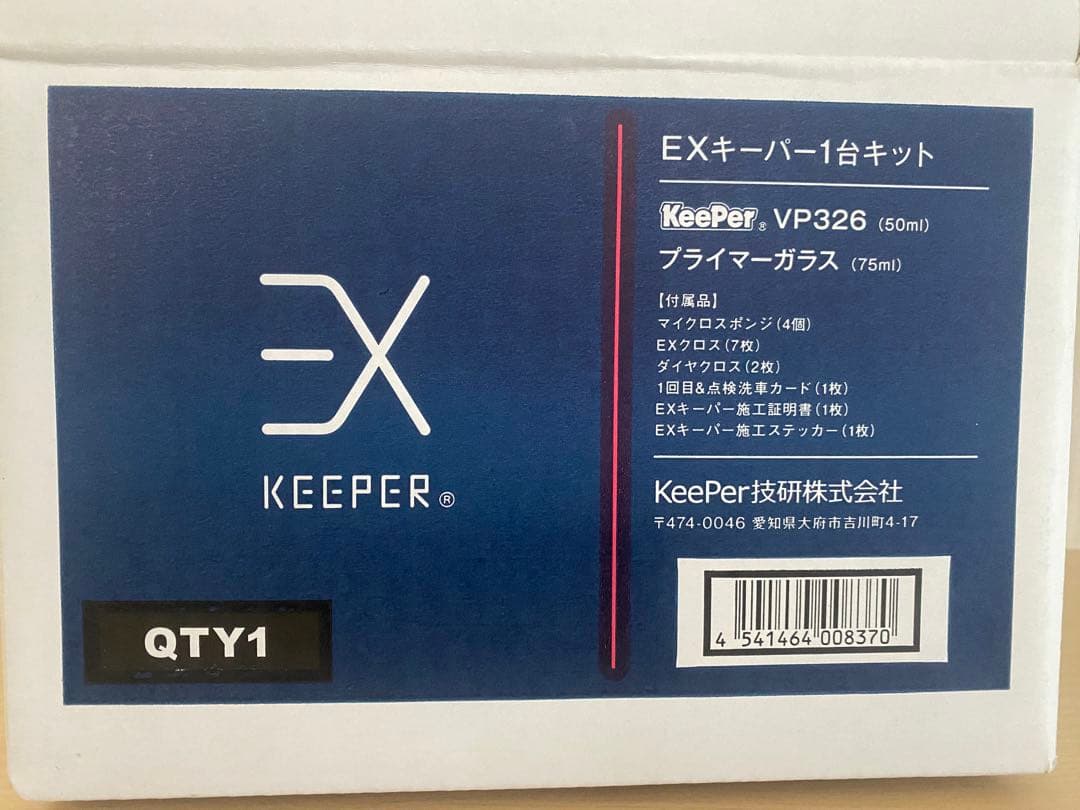 EX
KEEPER®
QTY1
EXキーパー1台キット
KeePer® VP326（50ml）
プライマーガラス（75ml）
【付属品】
マイクロスポンジ（4個）
EXクロス（7枚）
ダイヤクロス（2枚）
1回目&点検洗車カード（1枚）
EXキーパー施工証明書（1枚）
EXキーパー施工ステッカー（1枚）
KeePer技研株式会社
〒474-0046 愛知県大府市吉川町4-17
4 541464 008370